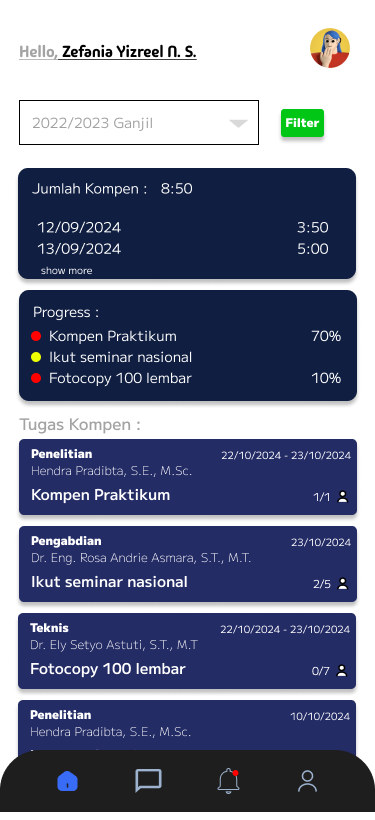 Hello, Zefania Yizreel N. S.
2022/2023 Ganjil
Filter
Jumlah Kompen : 8:50
12/09/2024 3:50
13/09/2024 5:00
show more
Progress :
Kompen Praktikum 70%
Ikut seminar nasional
Fotocopy 100 lembar 10%
Tugas Kompen :
Penelitian 22/10/2024 - 23/10/2024
Hendra Pradibta, S.E., M.Sc.
Kompen Praktikum 1/1
Pengabdian 23/10/2024
Dr. Eng. Rosa Andrie Asmara, S.T., M.T.
Ikut seminar nasional 2/5
Teknis 22/10/2024 - 23/10/2024
Dr. Ely Setyo Astuti, S.T., M.T
Fotocopy 100 lembar 0/7
Penelitian 10/10/2024
Hendra Pradibta, S.E., M.Sc.